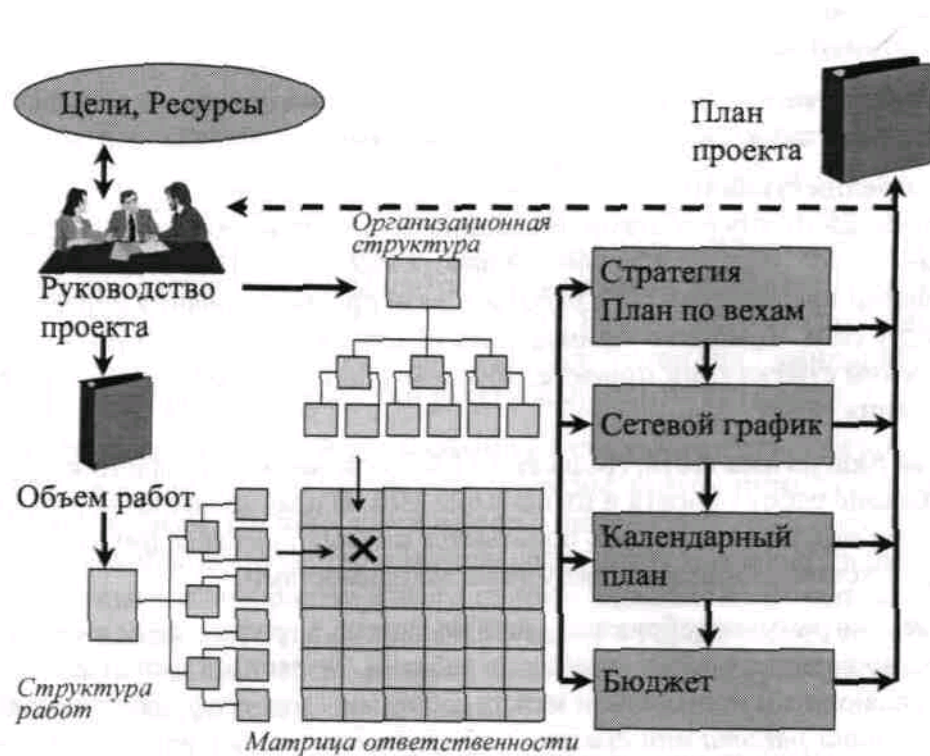 Цели, Ресурсы
План
проекта
Организационная
структура
Руководство
проекта
Стратегия
План по вехам
Сетевой график
Объем работ
Календарный
план
Структура
работ
Бюджет
Матрица ответственности